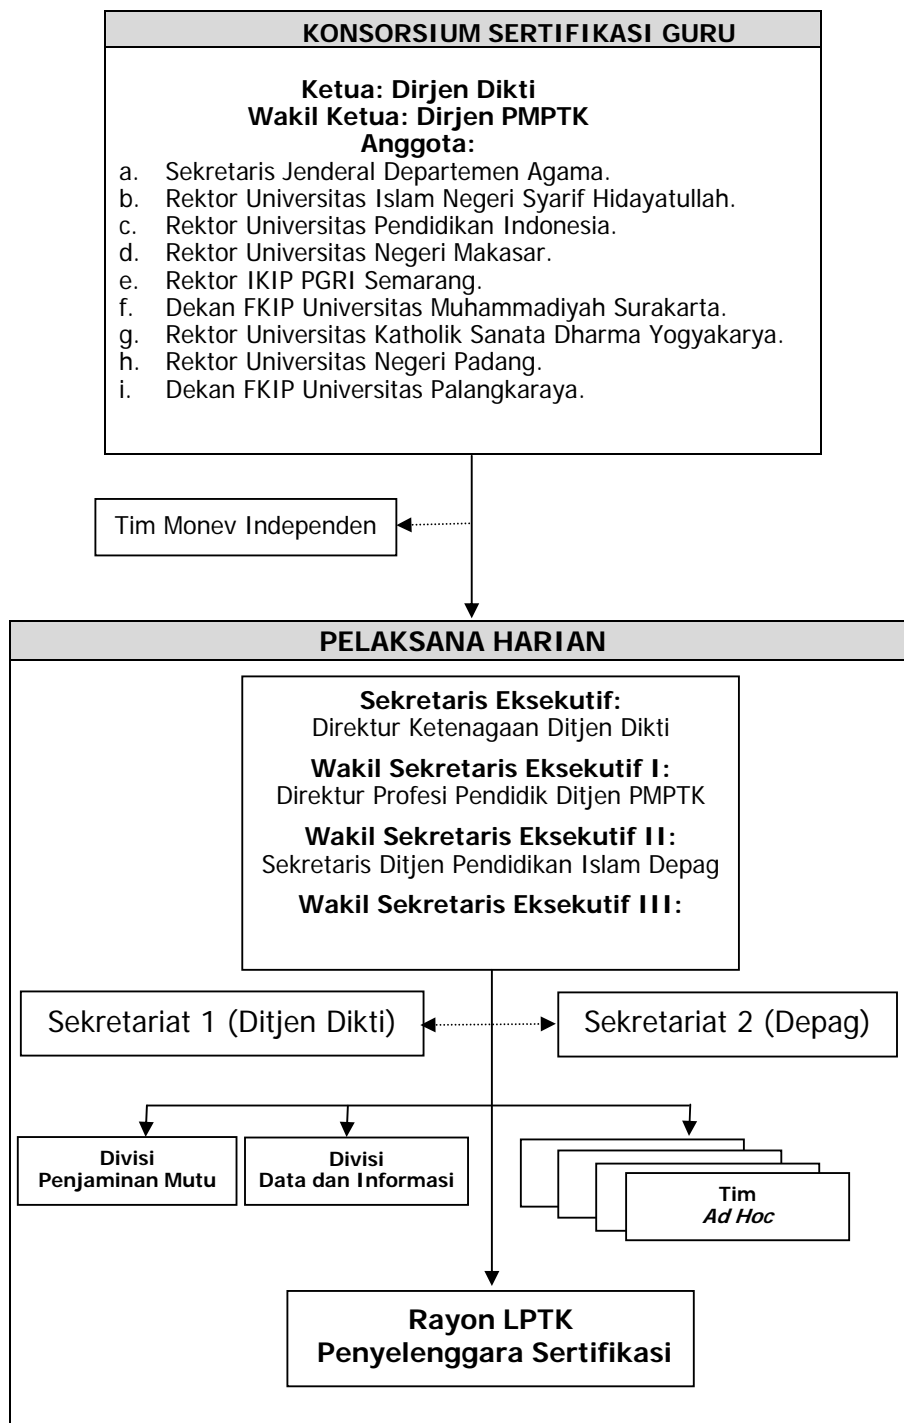 KONSORSIUM SERTIFIKASI GURU
Ketua: Dirjen Dikti
Wakil Ketua: Dirjen PMPTK
Anggota:
a. Sekretaris Jenderal Departemen Agama.
b. Rektor Universitas Islam Negeri Syarif Hidayatullah.
c. Rektor Universitas Pendidikan Indonesia.
d. Rektor Universitas Negeri Makasar.
e. Rektor IKIP PGRI Semarang.
f. Dekan FKIP Universitas Muhammadiyah Surakarta.
g. Rektor Universitas Katholik Sanata Dharma Yogyakarya.
h. Rektor Universitas Negeri Padang.
i. Dekan FKIP Universitas Palangkaraya.
Tim Monev Independen
PELAKSANA HARIAN
Sekretaris Eksekutif:
Direktur Ketenagaan Ditjen Dikti
Wakil Sekretaris Eksekutif I:
Direktur Profesi Pendidik Ditjen PMPTK
Wakil Sekretaris Eksekutif II:
Sekretaris Ditjen Pendidikan Islam Depag
Wakil Sekretaris Eksekutif III:
Sekretariat 1 (Ditjen Dikti)
Sekretariat 2 (Depag)
Divisi
Penjaminan Mutu
Divisi
Data dan Informasi
Tim
Ad Hoc
Rayon LPTK
Penyelenggara Sertifikasi